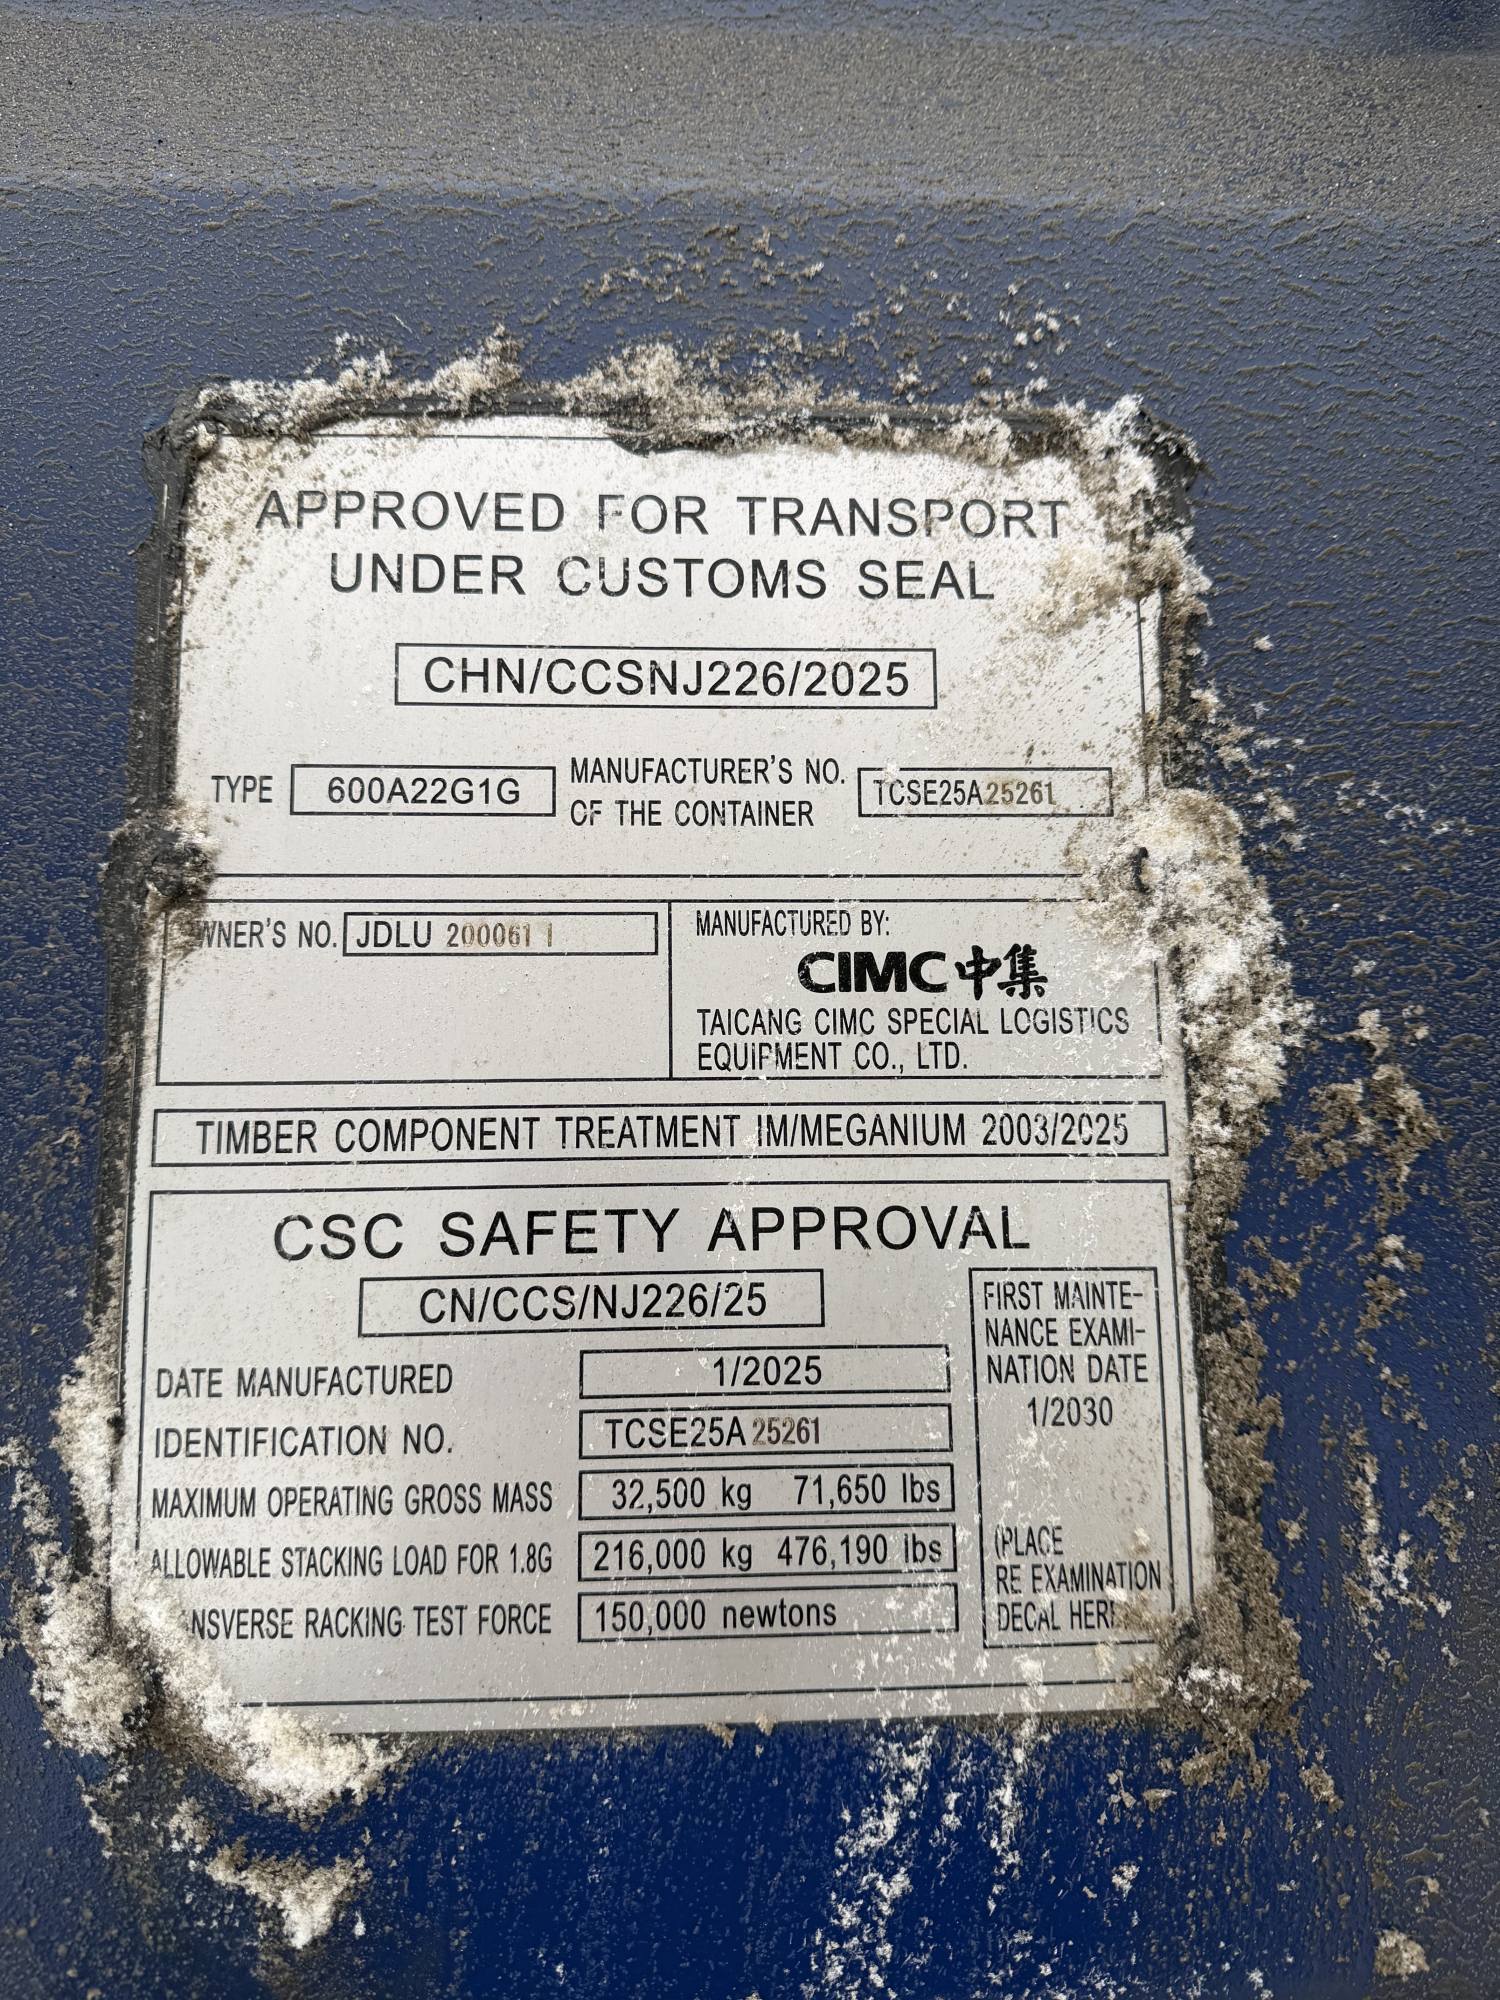 APPROVED FOR TRANSPORT
UNDER CUSTOMS SEAL
CHN/CCSNJ226/2025
TYPE 600A22G1G MANUFACTURER'S NO. OF THE CONTAINER TCSE25A25261
WNER'S NO. JDLU 200061 1
MANUFACTURED BY:
CIMC中集
TAICANG CIMC SPECIAL LOGISTICS
EQUIPMENT CO., LTD.
TIMBER COMPONENT TREATMENT IM/MEGANIUM 2003/2025
CSC SAFETY APPROVAL
CN/CCS/NJ226/25
DATE MANUFACTURED 1/2025
IDENTIFICATION NO. TCSE25A25261
MAXIMUM OPERATING GROSS MASS 32,500 kg 71,650 lbs
ALLOWABLE STACKING LOAD FOR 1.8G 216,000 kg 476,190 lbs
NSVERSE RACKING TEST FORCE 150,000 newtons
FIRST MAINTE-
NANCE EXAMI-
NATION DATE
1/2030
(PLACE
RE EXAMINATION
DECAL HERE